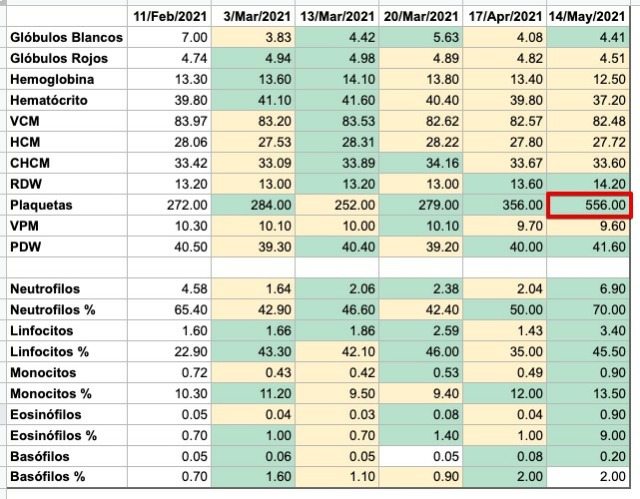 11/Feb/2021 3/Mar/2021 13/Mar/2021 20/Mar/2021 17/Apr/2021 14/May/2021
Glóbulos Blancos 7.00 3.83 4.42 5.63 4.08 4.41
Glóbulos Rojos 4.74 4.94 4.98 4.89 4.82 4.51
Hemoglobina 13.30 13.60 14.10 13.80 13.40 12.50
Hematócrito 39.80 41.10 41.60 40.40 39.80 37.20
VCM 83.97 83.20 83.53 82.62 82.57 82.48
HCM 28.06 27.53 28.31 28.22 27.80 27.72
CHCM 33.42 33.09 33.89 34.16 33.67 33.60
RDW 13.20 13.00 13.20 13.00 13.60 14.20
Plaquetas 272.00 284.00 252.00 279.00 356.00 556.00
VPM 10.30 10.10 10.00 10.10 9.70 9.60
PDW 40.50 39.30 40.40 39.20 40.00 41.60
Neutrofilos 4.58 1.64 2.06 2.38 2.04 6.90
Neutrofilos % 65.40 42.90 46.60 42.40 50.00 70.00
Linfocitos 1.60 1.66 1.86 2.59 1.43 3.40
Linfocitos % 22.90 43.30 42.10 46.00 35.00 45.50
Monocitos 0.72 0.43 0.42 0.53 0.49 0.90
Monocitos % 10.30 11.20 9.50 9.40 12.00 13.50
Eosinófilos 0.05 0.04 0.03 0.08 0.04 0.90
Eosinófilos % 0.70 1.00 0.70 1.40 1.00 9.00
Basófilos 0.05 0.06 0.05 0.05 0.08 0.20
Basófilos % 0.70 1.60 1.10 0.90 2.00 2.00